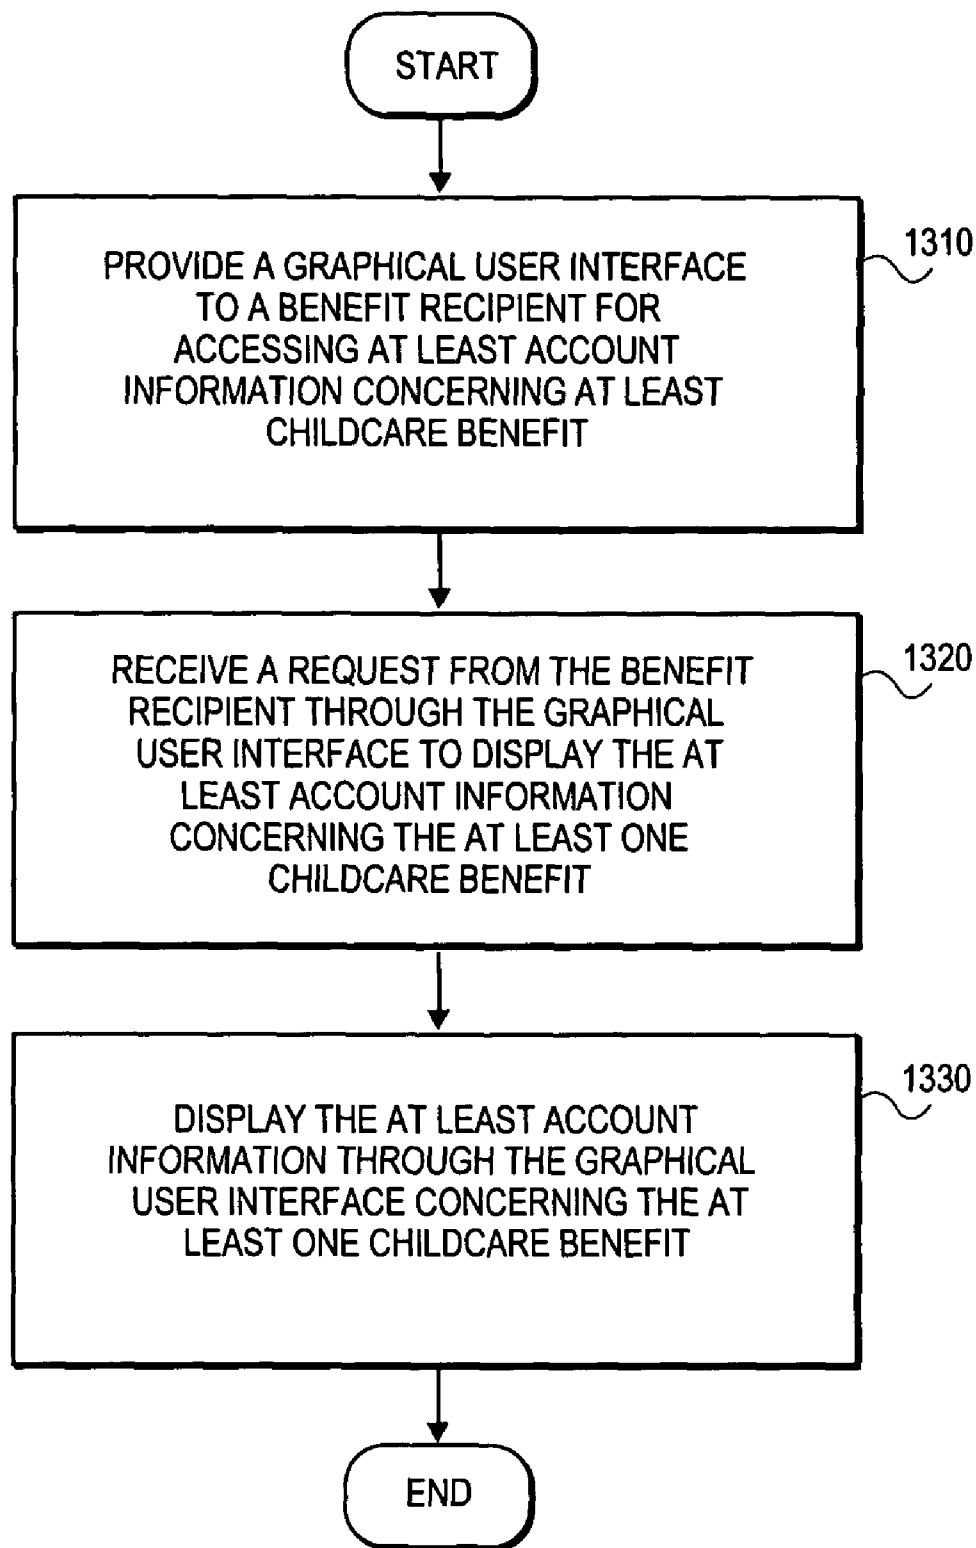 START
PROVIDE A GRAPHICAL USER INTERFACE
TO A BENEFIT RECIPIENT FOR
ACCESSING AT LEAST ACCOUNT
INFORMATION CONCERNING AT LEAST
CHILDCARE BENEFIT
1310
RECEIVE A REQUEST FROM THE BENEFIT
RECIPIENT THROUGH THE GRAPHICAL
USER INTERFACE TO DISPLAY THE AT
LEAST ACCOUNT INFORMATION
CONCERNING THE AT LEAST ONE
CHILDCARE BENEFIT
1320
DISPLAY THE AT LEAST ACCOUNT
INFORMATION THROUGH THE GRAPHICAL
USER INTERFACE CONCERNING THE AT
LEAST ONE CHILDCARE BENEFIT
1330
END